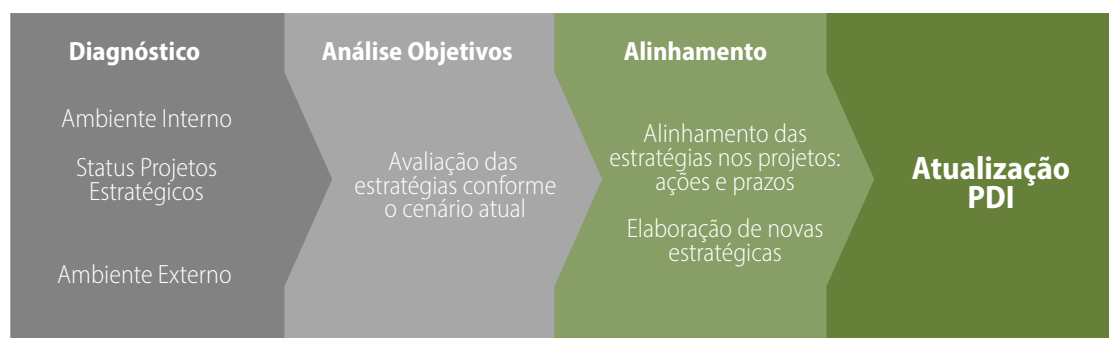 Diagnóstico
Ambiente Interno
Status Projetos
Estratégicos
Ambiente Externo
Análise Objetivos
Avaliação das
estratégias conforme
o cenário atual
Alinhamento
Alinhamento das
estratégias nos projetos:
ações e prazos
Elaboração de novas
estratégicas
Atualização
PDI